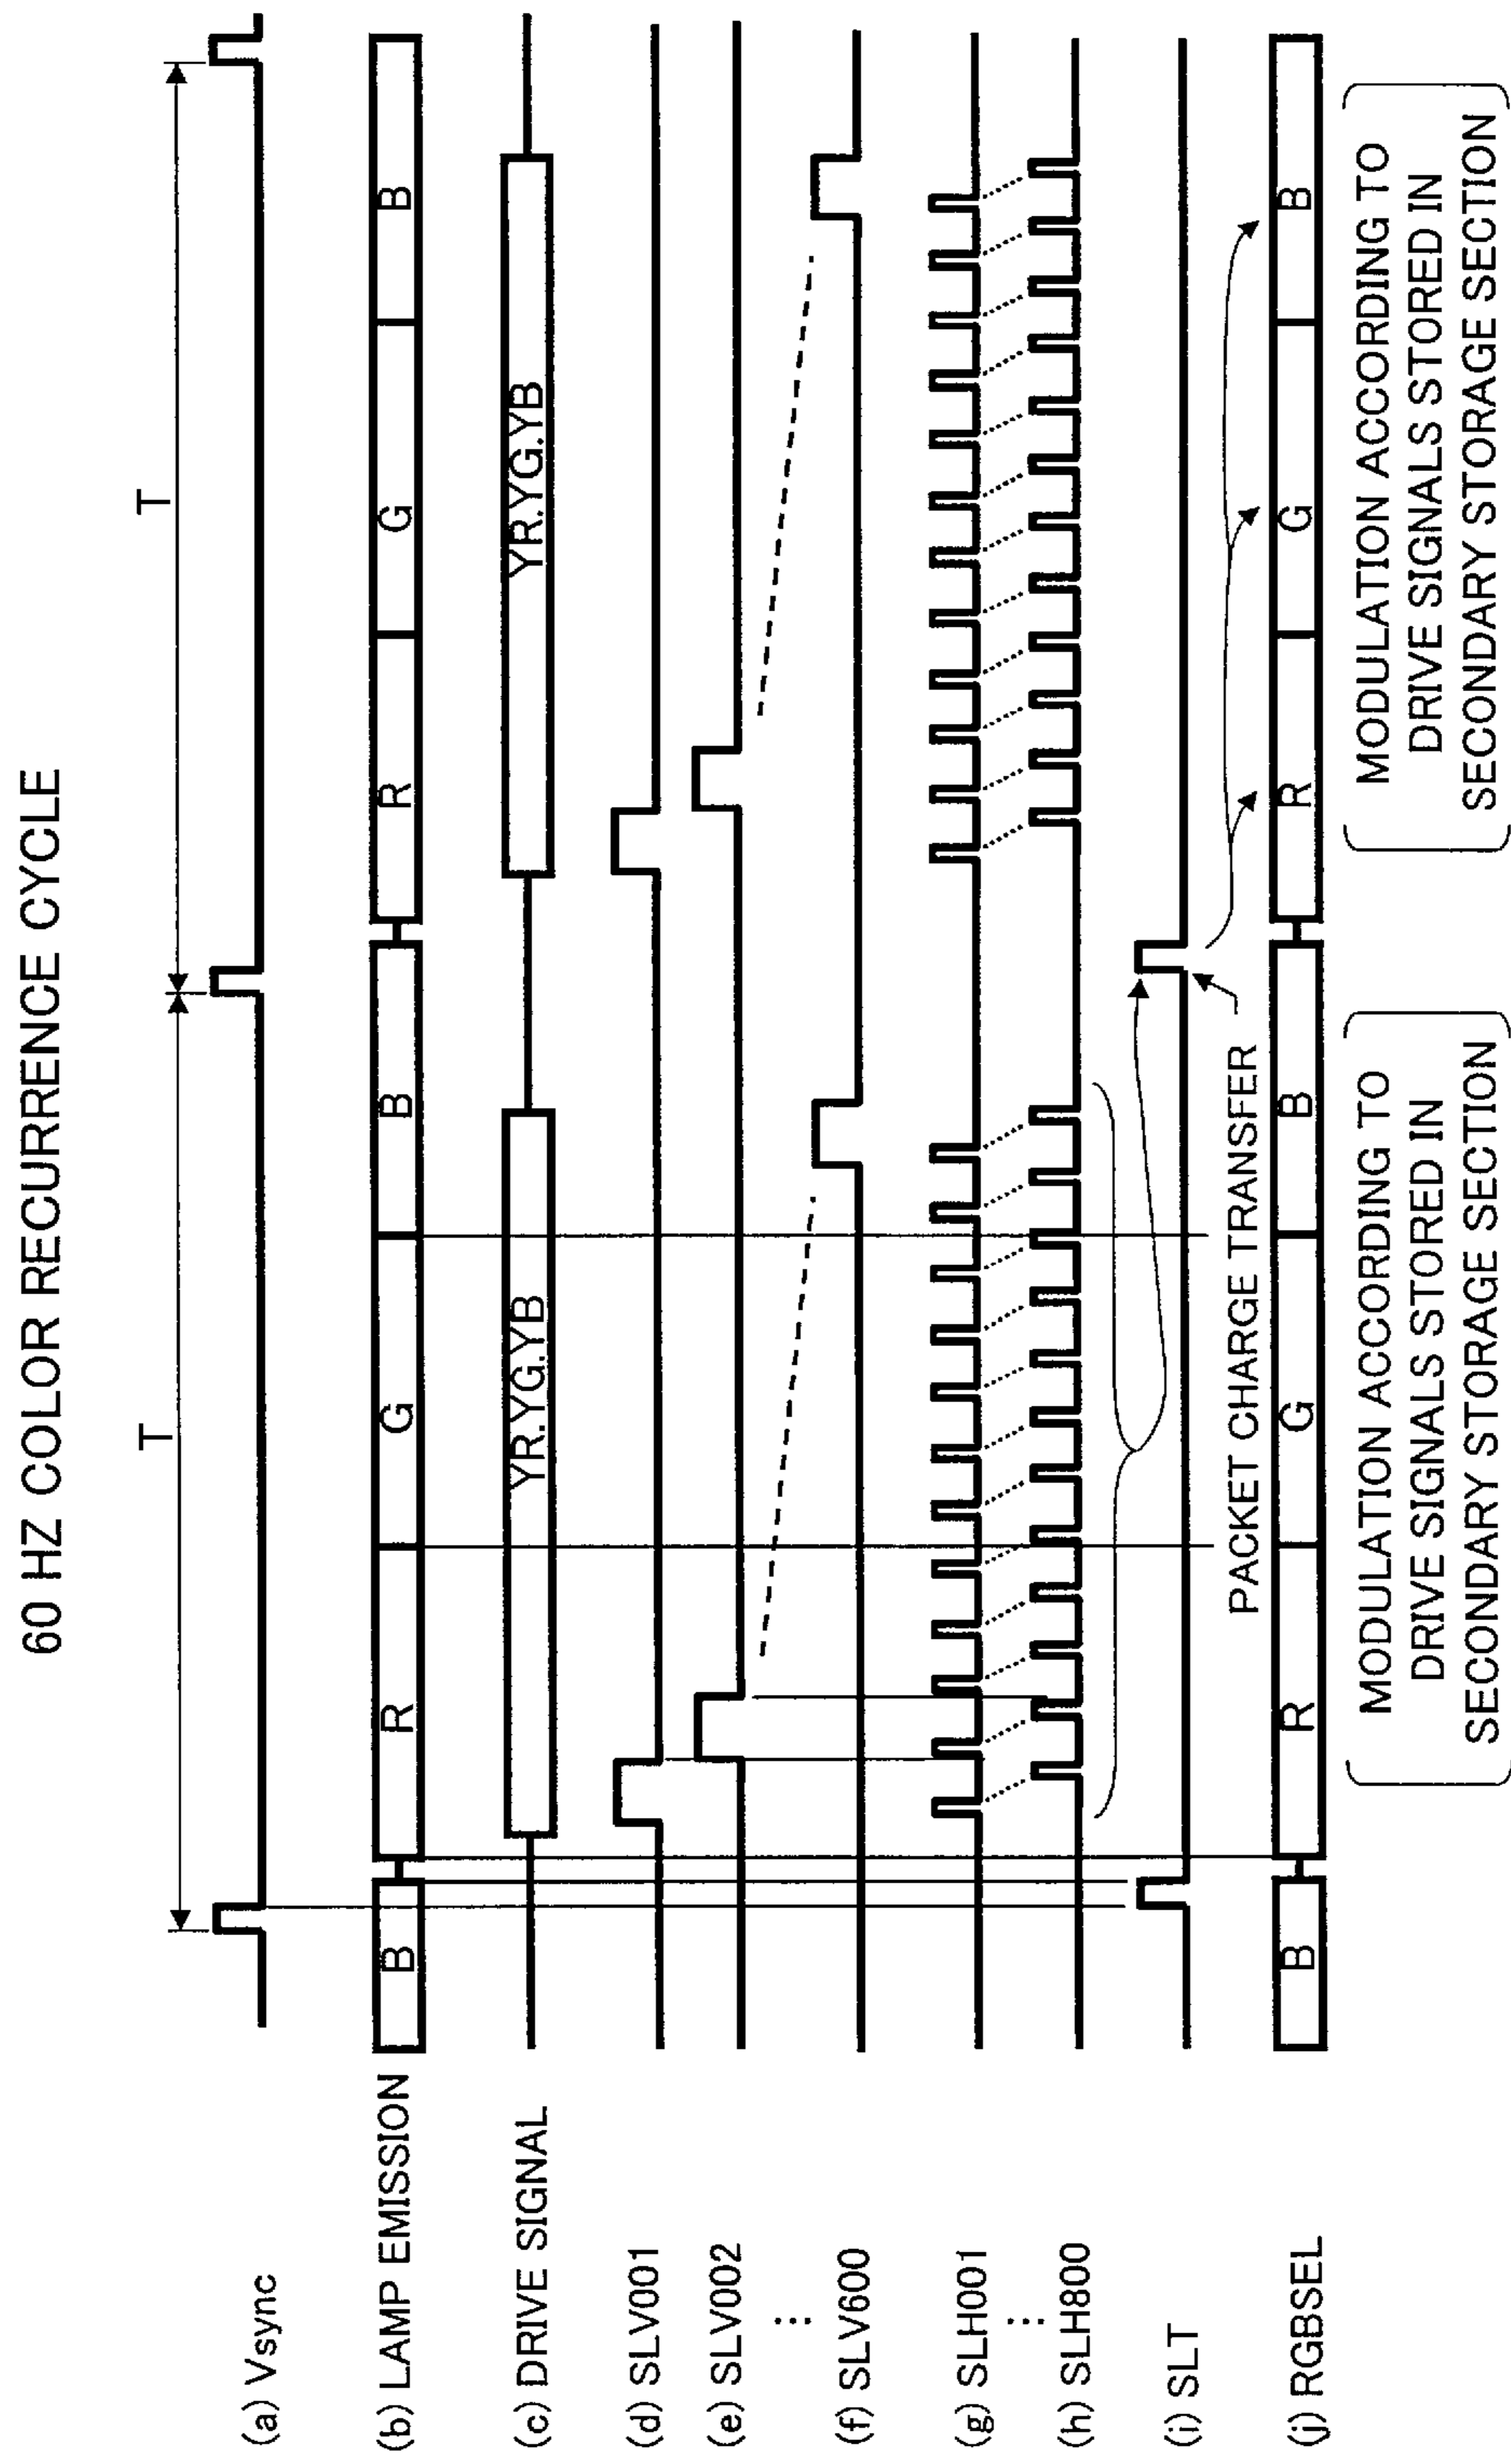 60 HZ COLOR RECURRENCE CYCLE
T
T
(a) Vsync
(b) LAMP EMISSION
B
R
G
B
R
G
B
(c) DRIVE SIGNAL
YR.YG.YB
YR.YG.YB
(d) SLV001
(e) SLV002
⋮
(f) SLV600
(g) SLH001
⋮
(h) SLH800
(i) SLT
PACKET CHARGE TRANSFER
(j) RGBSEL
B
R
G
B
R
G
B
MODULATION ACCORDING TO
DRIVE SIGNALS STORED IN
SECONDARY STORAGE SECTION
MODULATION ACCORDING TO
DRIVE SIGNALS STORED IN
SECONDARY STORAGE SECTION